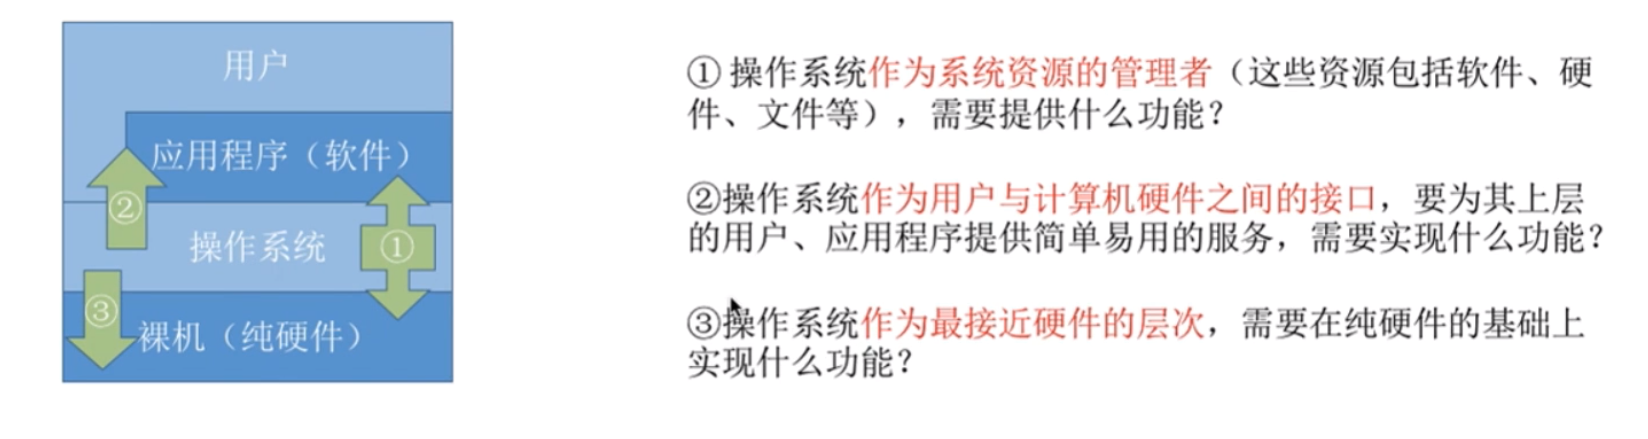 用户
应用程序（软件）
②
操作系统
①
③
裸机（纯硬件）
① 操作系统作为系统资源的管理者（这些资源包括软件、硬
件、文件等），需要提供什么功能？
②操作系统作为用户与计算机硬件之间的接口，要为其上层
的用户、应用程序提供简单易用的服务，需要实现什么功能？
③操作系统作为最接近硬件的层次，需要在纯硬件的基础上
实现什么功能？